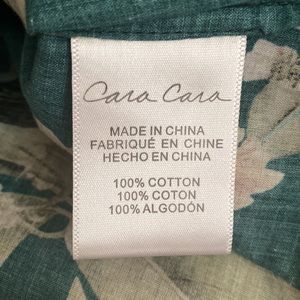 Cara Cara
MADE IN CHINA
FABRIQUÉ EN CHINE
HECHO EN CHINA
100% COTTON
100% COTON
100% ALGODÓN